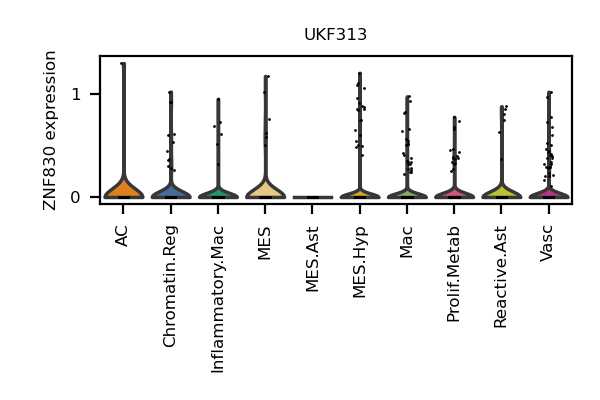 UKF313
ZNF830 expression
1
0
AC
Chromatin.Reg
Inflammatory.Mac
MES
MES.Ast
MES.Hyp
Mac
Prolif.Metab
Reactive.Ast
Vasc